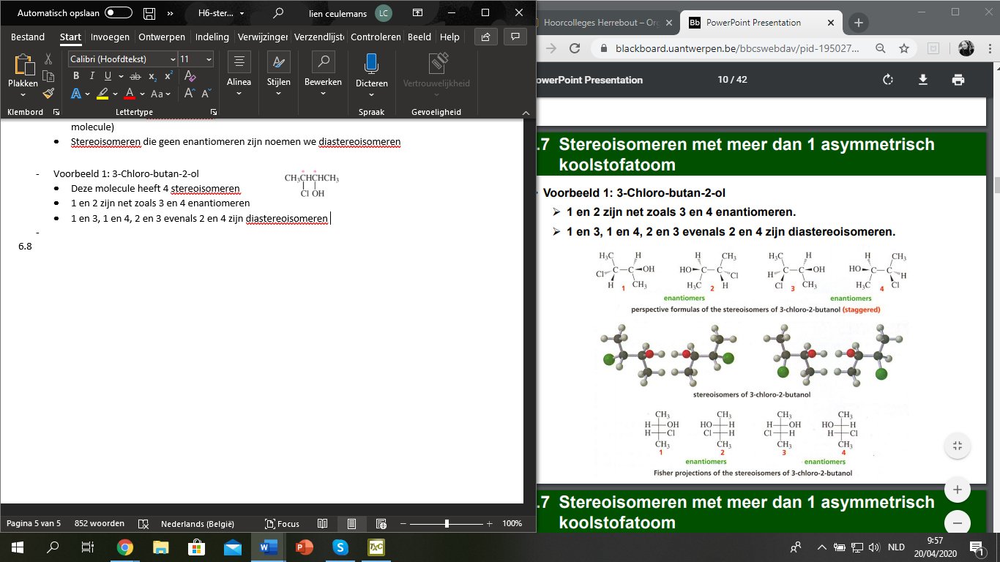 Automatisch opslaan
H6-ster...
lien ceulemans
LC
Bestand Start Invoegen Ontwerpen Indeling Verwijzinger Verzendlijste Controleren Beeld Help
Calibri (Hoofdtekst) 11
Plakken
B I U ab x₂ x²
A A Aa A A
Alinea
Stijlen
Bewerken
Dicteren
Vertrouwelijkheid
Klembord Lettertype Spraak Gevoeligheid
molecule)
• Stereoisomeren die geen enantiomeren zijn noemen we diastereoisomeren
- Voorbeeld 1: 3-Chloro-butan-2-ol
CH₃CHCHCH₃
Cl OH
• Deze molecule heeft 4 stereoisomeren
• 1 en 2 zijn net zoals 3 en 4 enantiomeren
• 1 en 3, 1 en 4, 2 en 3 evenals 2 en 4 zijn diastereoisomeren
-
6.8
Pagina 5 van 5 852 woorden Nederlands (België) Focus 100%
Hoorcolleges Herrebout – Org
Bb PowerPoint Presentation
blackboard.uantwerpen.be/bbcswebdav/pid-195027...
PowerPoint Presentation 10 / 42
.7 Stereoisomeren met meer dan 1 asymmetrisch
koolstofatoom
Voorbeeld 1: 3-Chloro-butan-2-ol
➢ 1 en 2 zijn net zoals 3 en 4 enantiomeren.
➢ 1 en 3, 1 en 4, 2 en 3 evenals 2 en 4 zijn diastereoisomeren.
H₃C H H CH₃ H₃C H H CH₃
Cl C C OH HO C C Cl H C C OH HO C C H
H CH₃ H₃C H Cl CH₃ H₃C Cl
1 2 3 4
enantiomers enantiomers
perspective formulas of the stereoisomers of 3-chloro-2-butanol (staggered)
stereoisomers of 3-chloro-2-butanol
CH₃ CH₃ CH₃ CH₃
H OH HO H H OH HO H
H Cl Cl H Cl H H Cl
CH₃ CH₃ CH₃ CH₃
1 2 3 4
enantiomers enantiomers
Fisher projections of the stereoisomers of 3-chloro-2-butanol
.7 Stereoisomeren met meer dan 1 asymmetrisch
koolstofatoom
NLD
9:57
20/04/2020
1